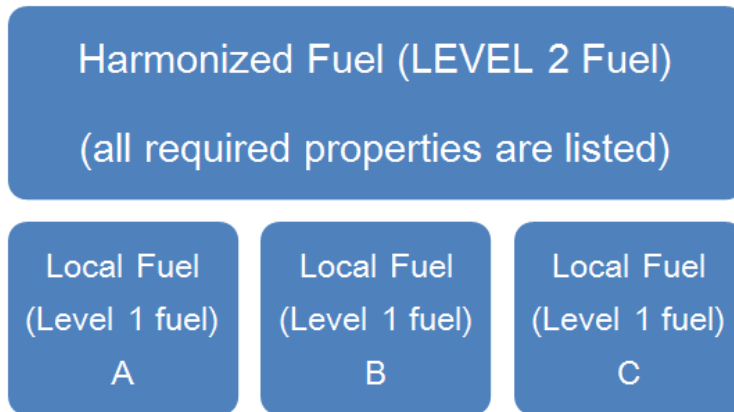 Harmonized Fuel (LEVEL 2 Fuel)
(all required properties are listed)
Local Fuel
(Level 1 fuel)
A
Local Fuel
(Level 1 fuel)
B
Local Fuel
(Level 1 fuel)
C